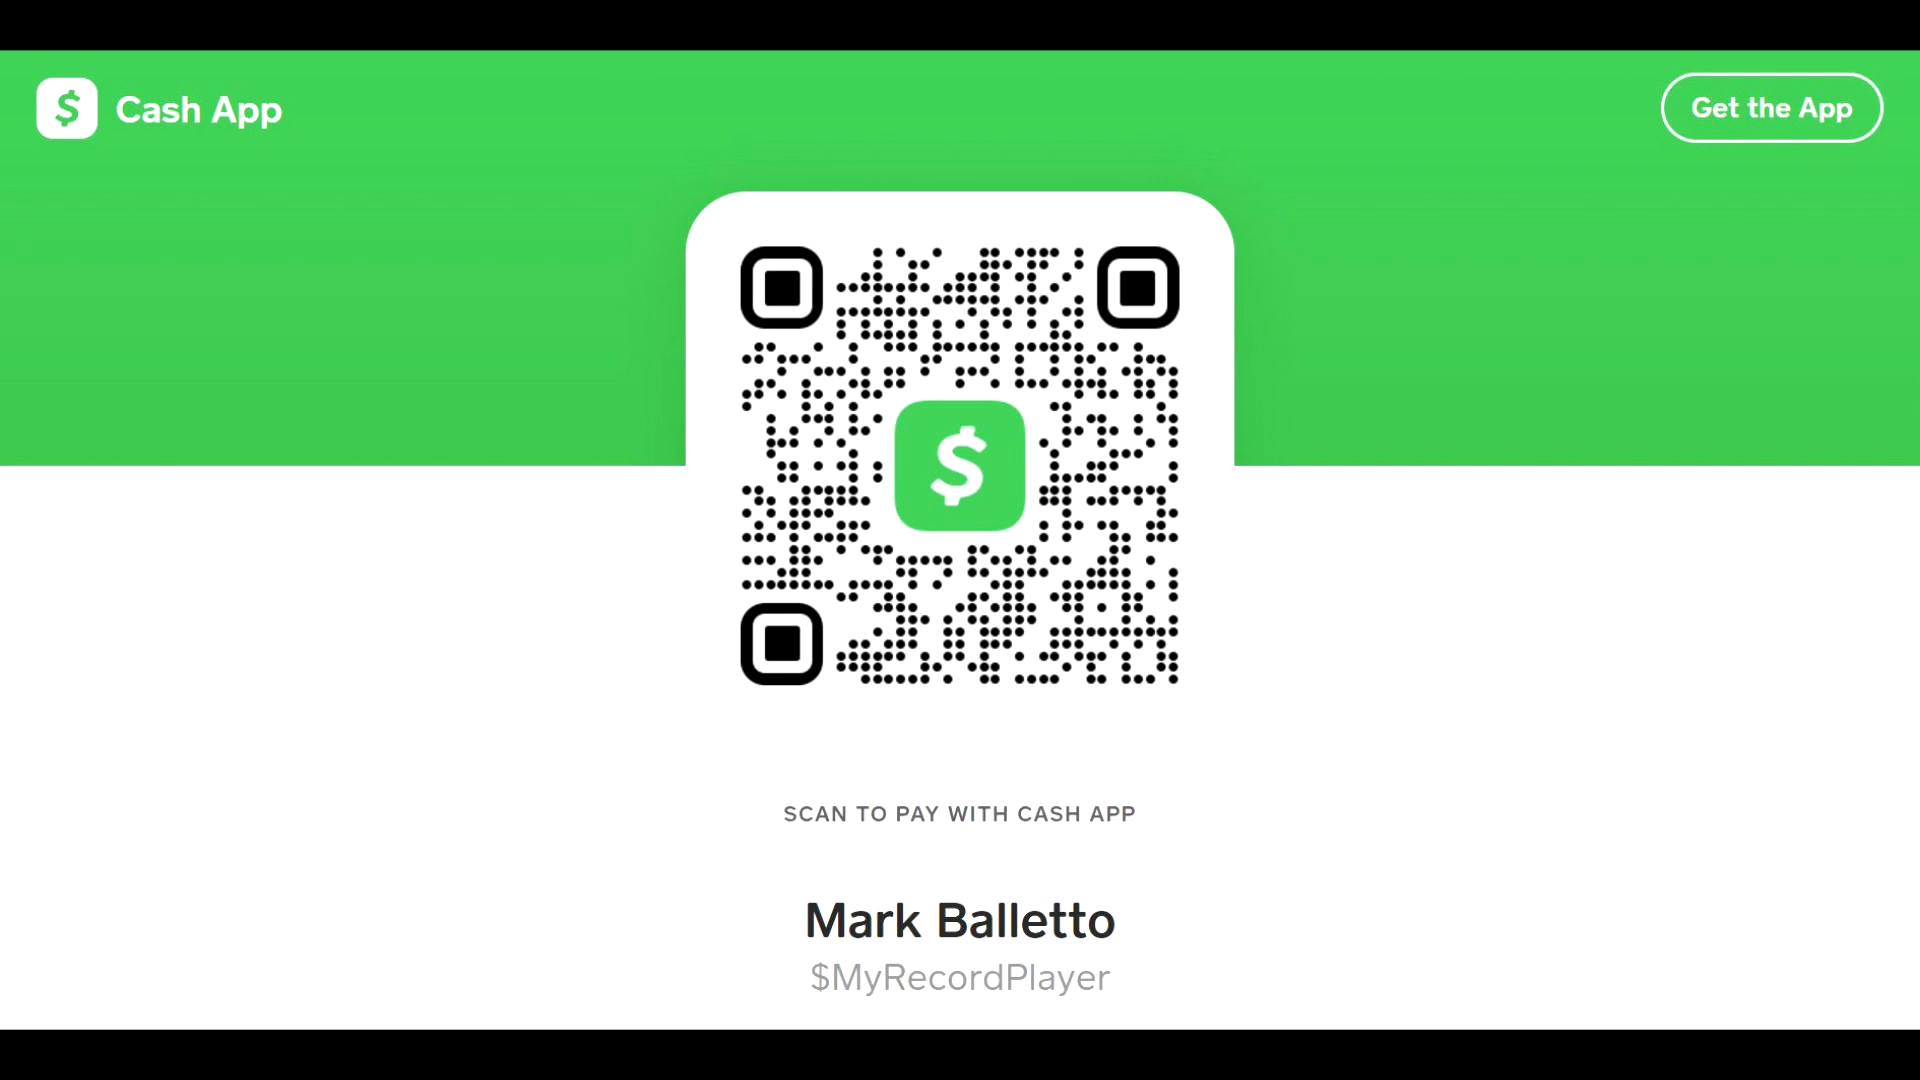 Cash App
Get the App
SCAN TO PAY WITH CASH APP
Mark Balletto
$MyRecordPlayer